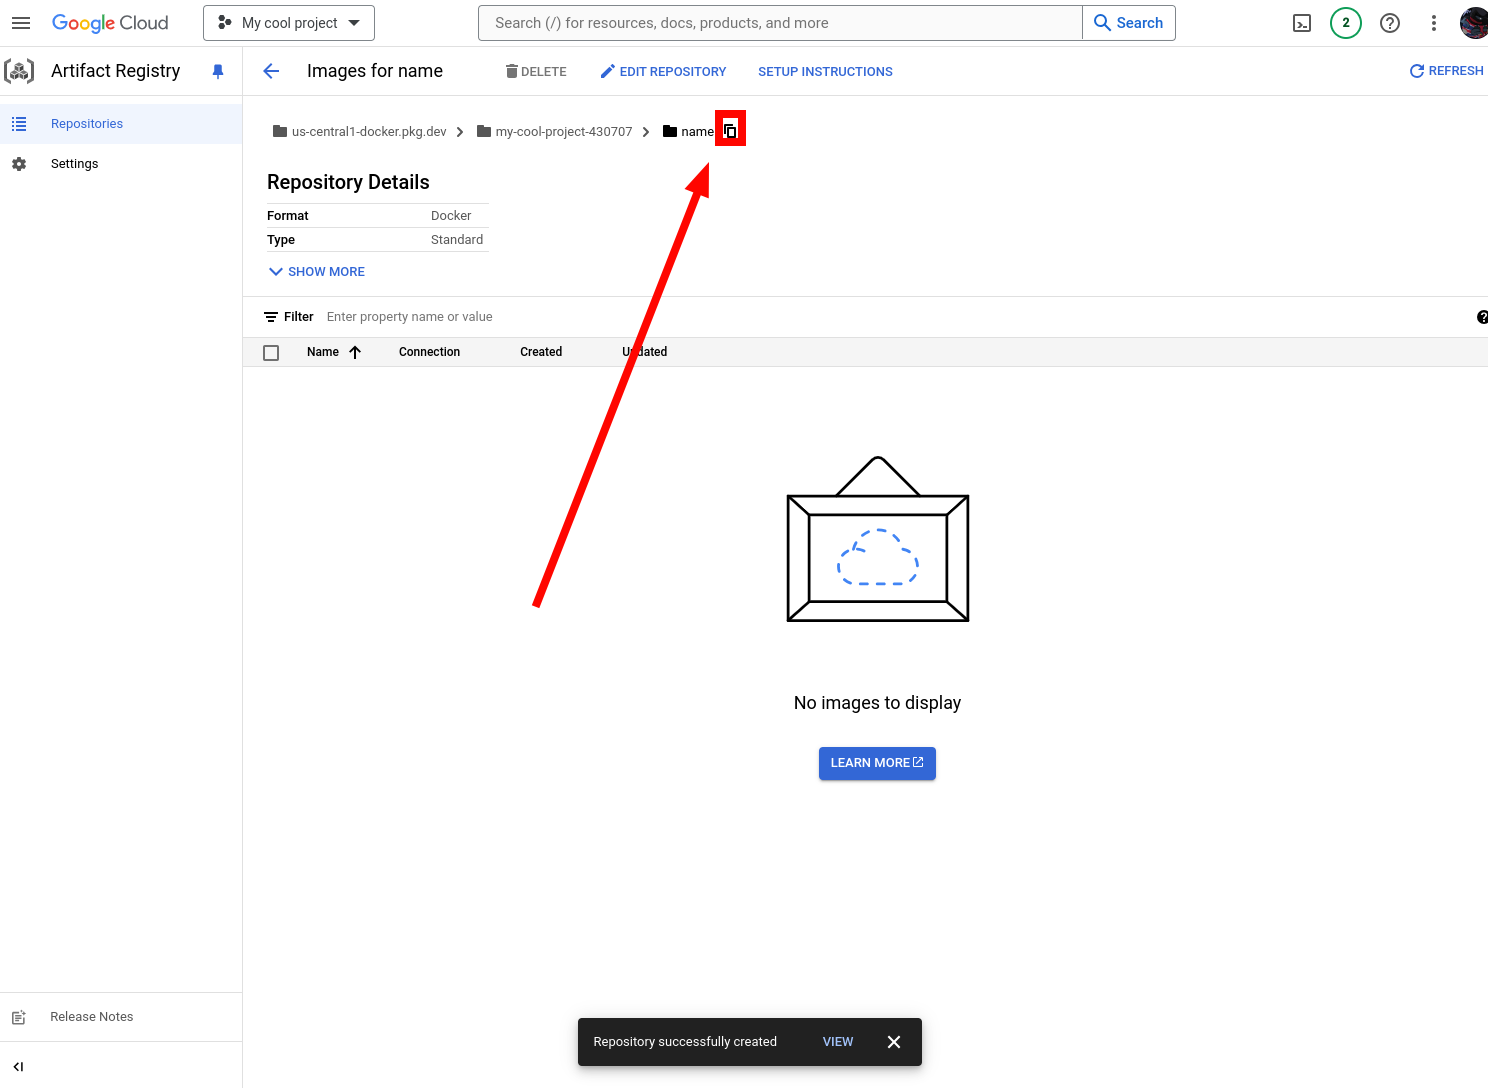 Google Cloud My cool project Search (/) for resources, docs, products, and more Search 2 ?
Artifact Registry Images for name DELETE EDIT REPOSITORY SETUP INSTRUCTIONS REFRESH
Repositories
Settings
us-central1-docker.pkg.dev my-cool-project-430707 name
Repository Details
Format Docker
Type Standard
SHOW MORE
Filter Enter property name or value ?
Name Connection Created Updated
No images to display
LEARN MORE
Release Notes
Repository successfully created VIEW